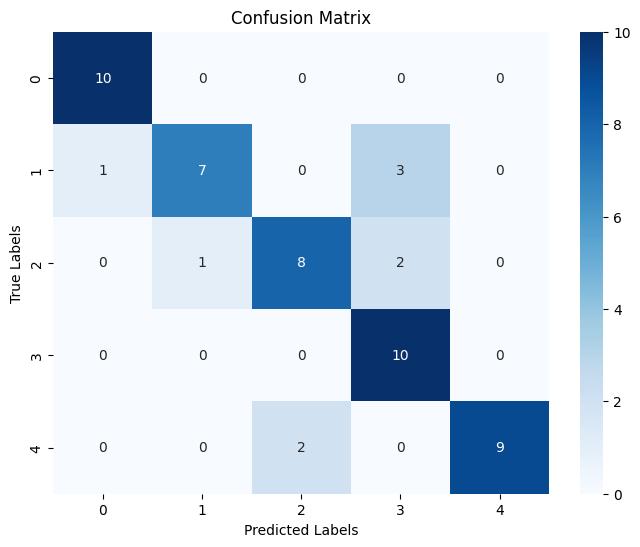 Confusion Matrix
0 10 0 0 0 0
1 1 7 0 3 0
2 0 1 8 2 0
3 0 0 0 10 0
4 0 0 2 0 9
0 1 2 3 4
Predicted Labels
True Labels
10
8
6
4
2
0